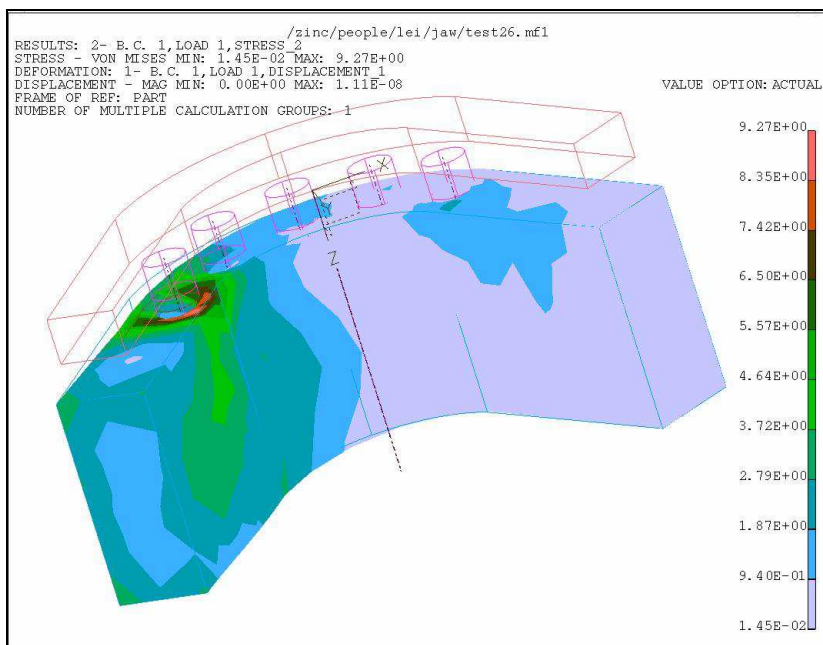 /zinc/people/lei/jaw/test26.mf1
RESULTS: 2- B.C. 1,LOAD 1,STRESS_2
STRESS - VON MISES MIN: 1.45E-02 MAX: 9.27E+00
DEFORMATION: 1- B.C. 1,LOAD 1,DISPLACEMENT_1
DISPLACEMENT - MAG MIN: 0.00E+00 MAX: 1.11E-08
FRAME OF REF: PART
NUMBER OF MULTIPLE CALCULATION GROUPS: 1
VALUE OPTION:ACTUAL
9.27E+00
8.35E+00
7.42E+00
6.50E+00
5.57E+00
4.64E+00
3.72E+00
2.79E+00
1.87E+00
9.40E-01
1.45E-02
X
Y
Z